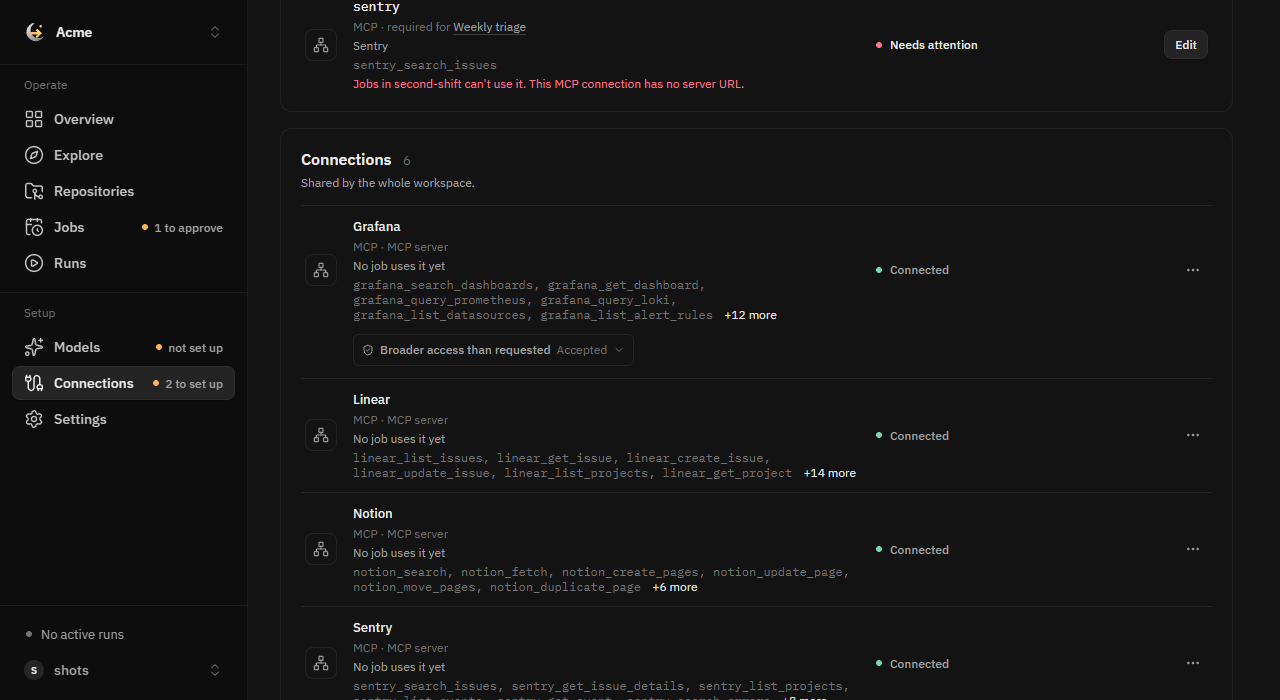 Acme
Operate
Overview
Explore
Repositories
Jobs
1 to approve
Runs
Setup
Models
not set up
Connections
2 to set up
Settings
No active runs
S
shots
sentry
MCP · required for Weekly triage
Sentry
sentry_search_issues
Jobs in second-shift can't use it. This MCP connection has no server URL.
Needs attention
Edit
Connections 6
Shared by the whole workspace.
Grafana
MCP · MCP server
No job uses it yet
grafana_search_dashboards, grafana_get_dashboard,
grafana_query_prometheus, grafana_query_loki,
grafana_list_datasources, grafana_list_alert_rules +12 more
Connected
Broader access than requested Accepted
Linear
MCP · MCP server
No job uses it yet
linear_list_issues, linear_get_issue, linear_create_issue,
linear_update_issue, linear_list_projects, linear_get_project +14 more
Connected
Notion
MCP · MCP server
No job uses it yet
notion_search, notion_fetch, notion_create_pages, notion_update_page,
notion_move_pages, notion_duplicate_page +6 more
Connected
Sentry
MCP · MCP server
No job uses it yet
sentry_search_issues, sentry_get_issue_details, sentry_list_projects,
Connected